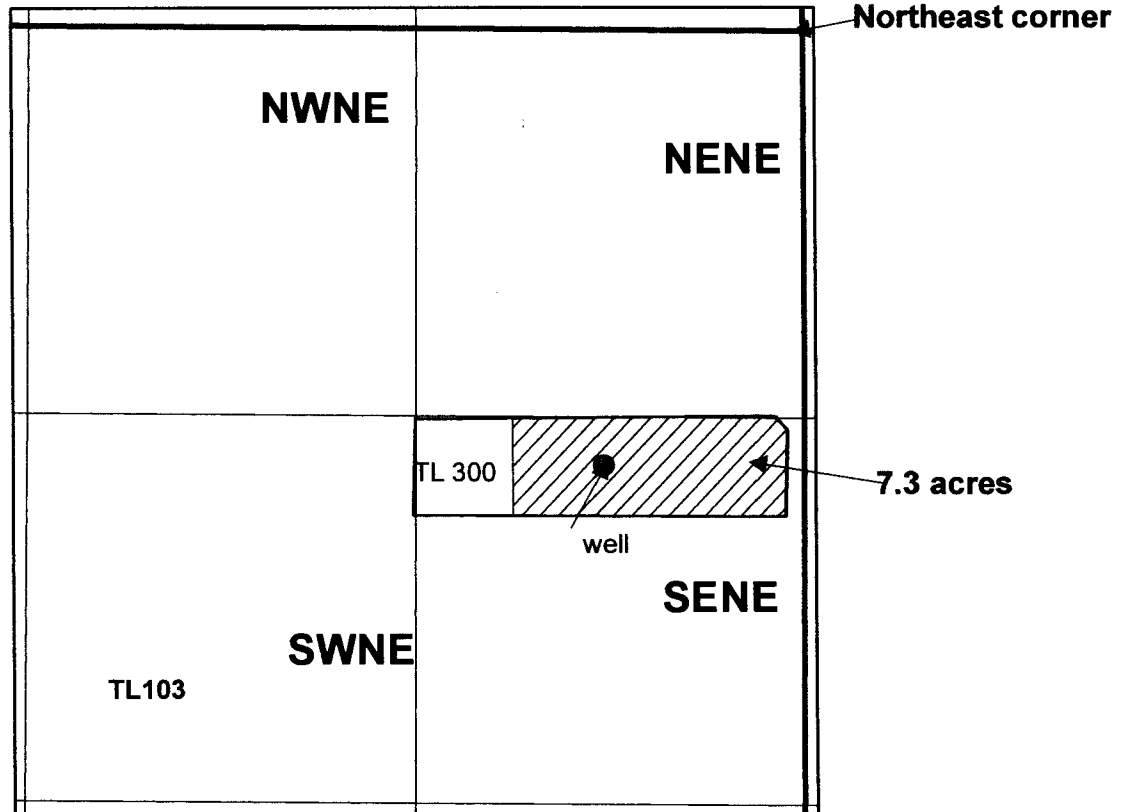 Northeast corner
NWNE
NENE
TL 300
7.3 acres
well
SENE
SWNE
TL103